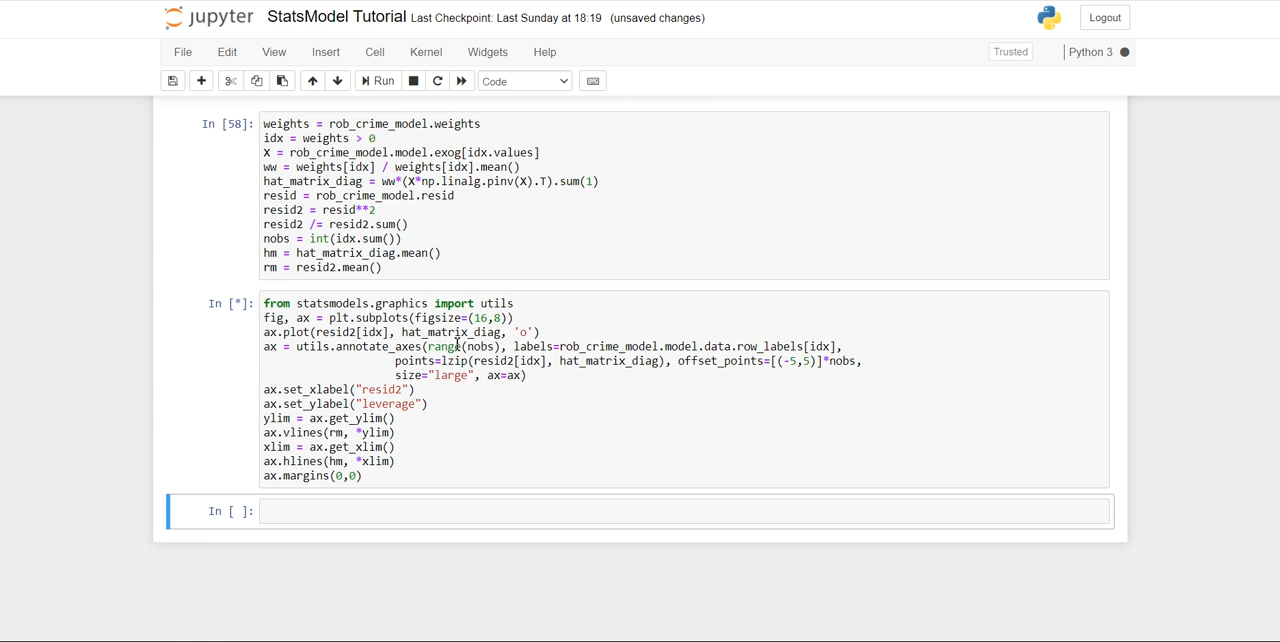 jupyter StatsModel Tutorial Last Checkpoint: Last Sunday at 18:19 (unsaved changes) Logout
File Edit View Insert Cell Kernel Widgets Help Trusted Python 3
Run Code
In [58]: weights = rob_crime_model.weights
idx = weights > 0
X = rob_crime_model.model.exog[idx.values]
ww = weights[idx] / weights[idx].mean()
hat_matrix_diag = ww*(X*np.linalg.pinv(X).T).sum(1)
resid = rob_crime_model.resid
resid2 = resid**2
resid2 /= resid2.sum()
nobs = int(idx.sum())
hm = hat_matrix_diag.mean()
rm = resid2.mean()
In [*]: from statsmodels.graphics import utils
fig, ax = plt.subplots(figsize=(16,8))
ax.plot(resid2[idx], hat_matrix_diag, 'o')
ax = utils.annotate_axes(range(nobs), labels=rob_crime_model.model.data.row_labels[idx],
points=lzip(resid2[idx], hat_matrix_diag), offset_points=[(-5,5)]*nobs,
size="large", ax=ax)
ax.set_xlabel("resid2")
ax.set_ylabel("leverage")
ylim = ax.get_ylim()
ax.vlines(rm, *ylim)
xlim = ax.get_xlim()
ax.hlines(hm, *xlim)
ax.margins(0,0)
In [ ]: